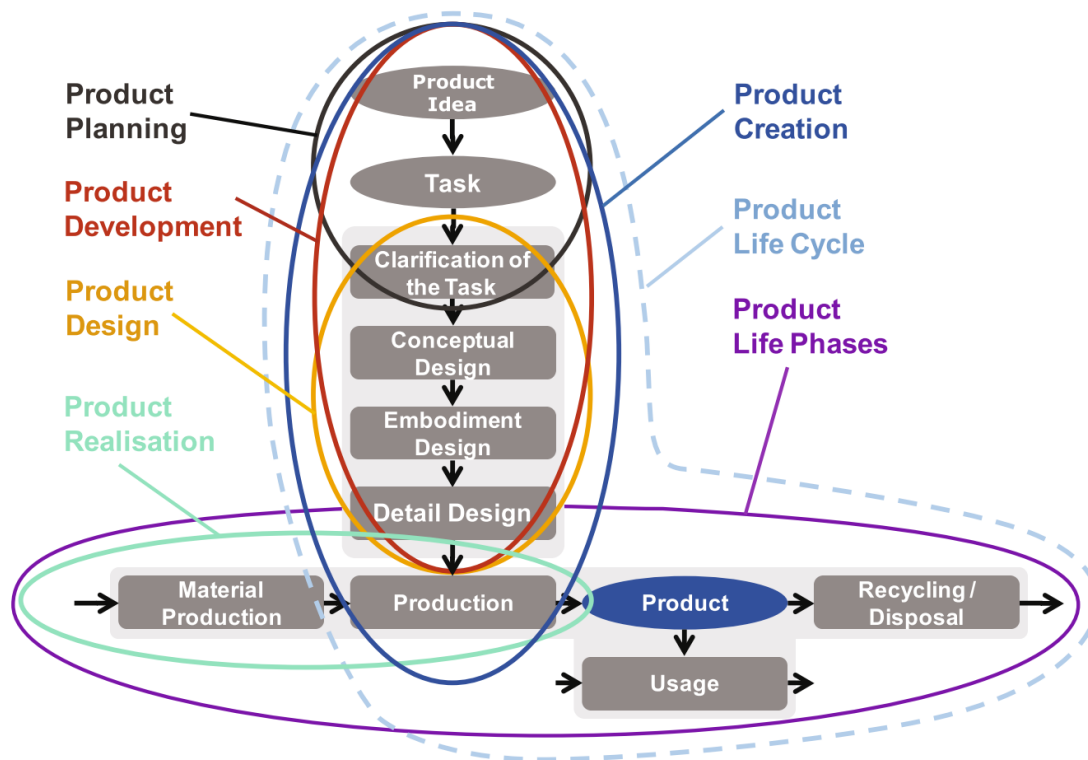 Product
Planning
Product
Development
Product
Design
Product
Realisation
Product
Idea
Task
Clarification of
the Task
Conceptual
Design
Embodiment
Design
Detail Design
Material
Production
Production
Product
Recycling /
Disposal
Usage
Product
Creation
Product
Life Cycle
Product
Life Phases